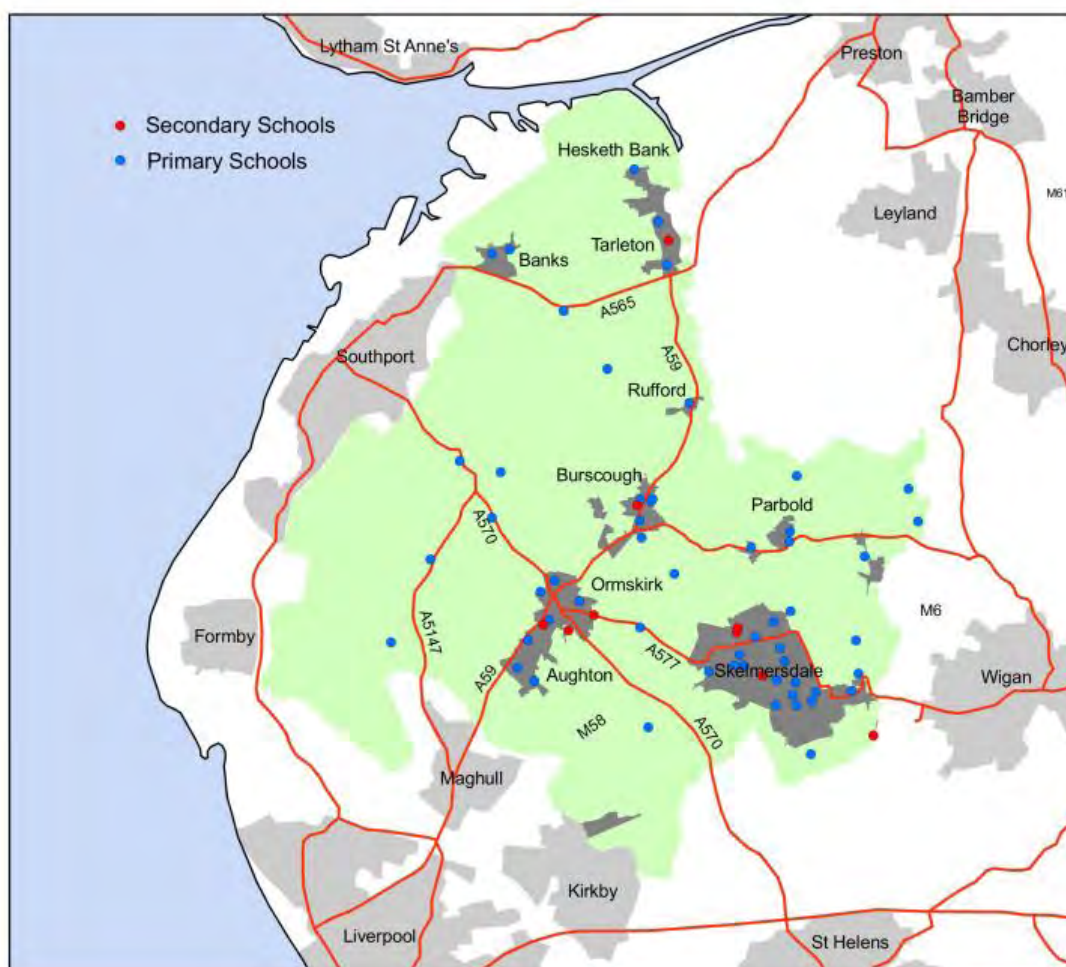 Lytham St Anne's
Preston
Bamber
Bridge
Secondary Schools
Primary Schools
Hesketh Bank
Leyland
M61
Tarleton
Banks
A565
Southport
A59
Chorley
Rufford
Burscough
Parbold
A570
Ormskirk
M6
Formby
A5147
A577
Skelmersdale
A59
Aughton
Wigan
M58
A570
Maghull
Kirkby
Liverpool
St Helens